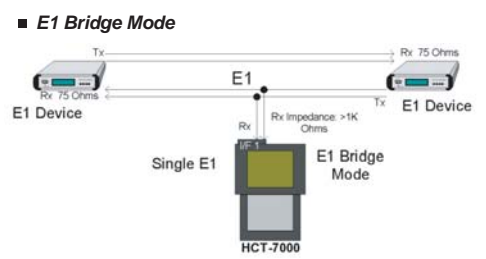 ■ E1 Bridge Mode
Tx
Rx 75 Ohms
E1
Rx 75 Ohms
Tx
E1 Device
E1 Device
Rx Impedance: >1K
Ohms
Rx
I/F 1
Single E1
E1 Bridge
Mode
HCT-7000